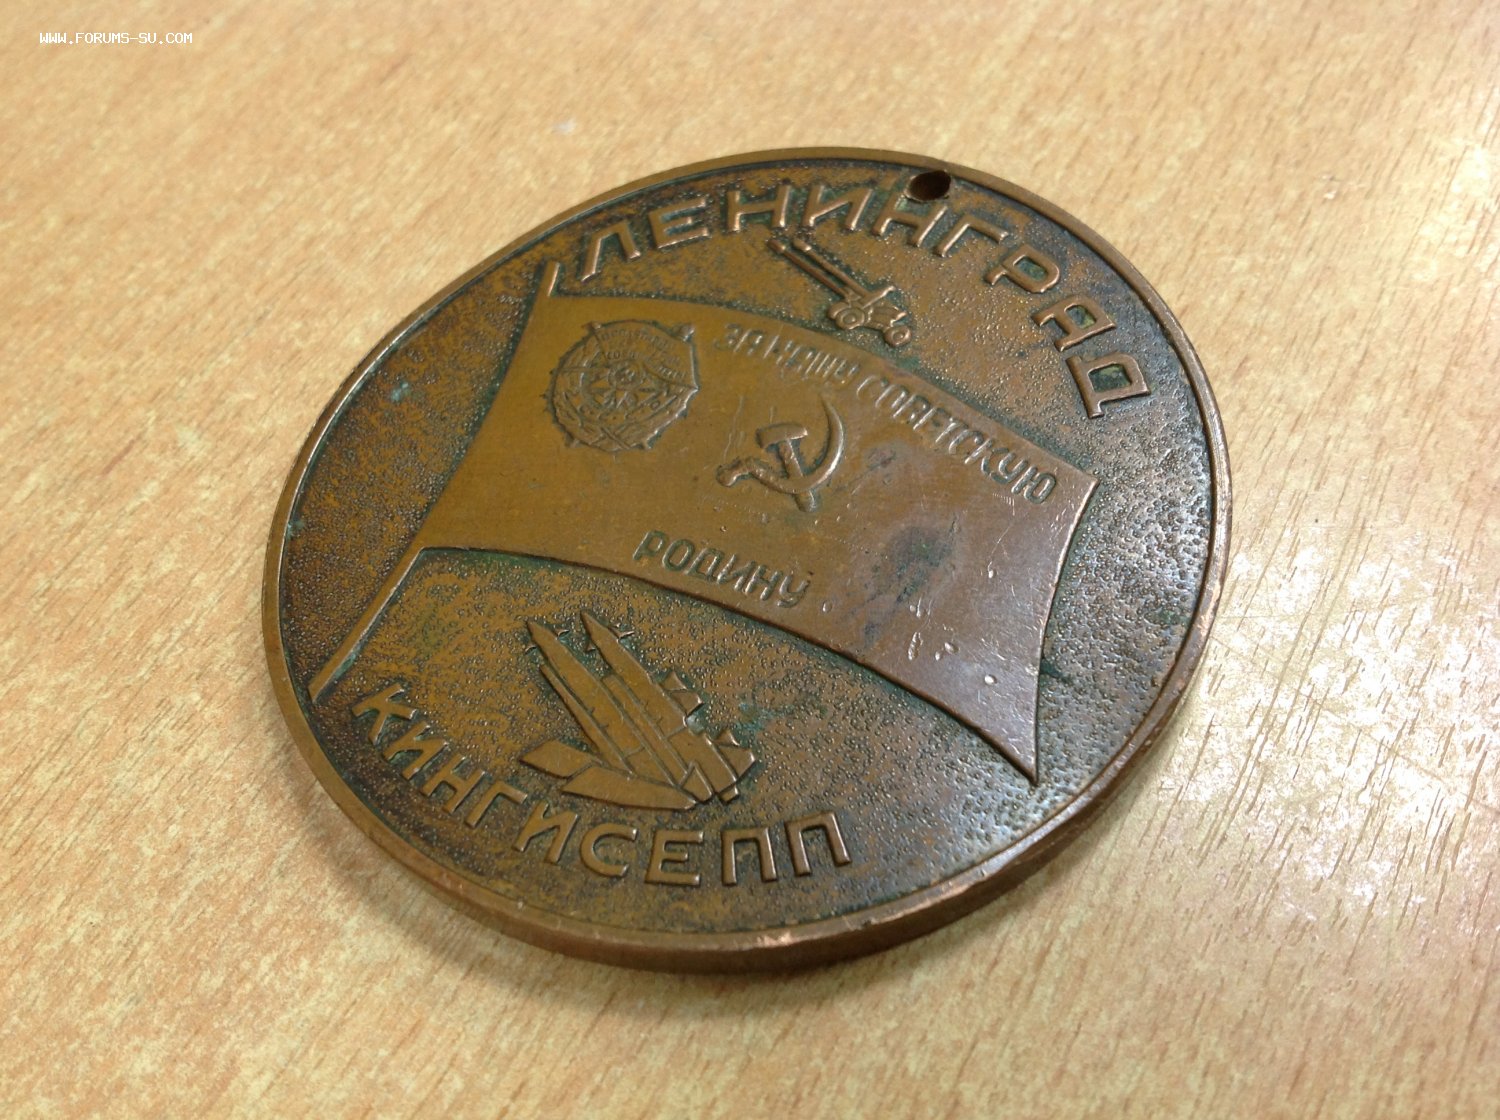 WWW.FORUMS-SU.COM
ЛЕНИНГРАД
ЗА НАШУ СОВЕТСКУЮ
РОДИНУ
КИНГИСЕПП